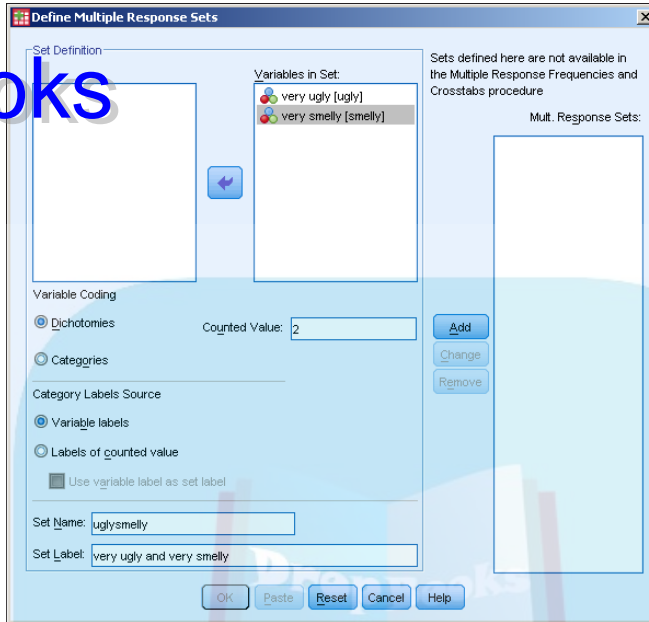 Define Multiple Response Sets
Set Definition
Variables in Set:
very ugly [ugly]
very smelly [smelly]
Sets defined here are not available in
the Multiple Response Frequencies and
Crosstabs procedure
Mult. Response Sets:
oks
Variable Coding
Dichotomies
Counted Value: 2
Categories
Add
Change
Remove
Category Labels Source
Variable labels
Labels of counted value
Use variable label as set label
Set Name: uglysmelly
Set Label: very ugly and very smelly
DropBooks
OK Paste Reset Cancel Help